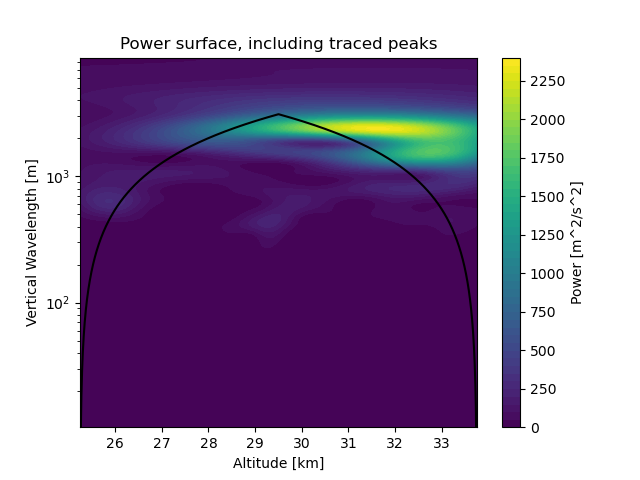 Power surface, including traced peaks
Vertical Wavelength [m]
10^3
10^2
26 27 28 29 30 31 32 33
Altitude [km]
2250
2000
1750
1500
1250
1000
750
500
250
0
Power [m^2/s^2]